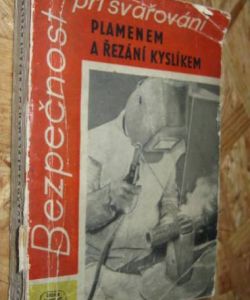 Bezpečnost
při svařování
PLAMENEM
A ŘEZÁNÍ KYSLÍKEM